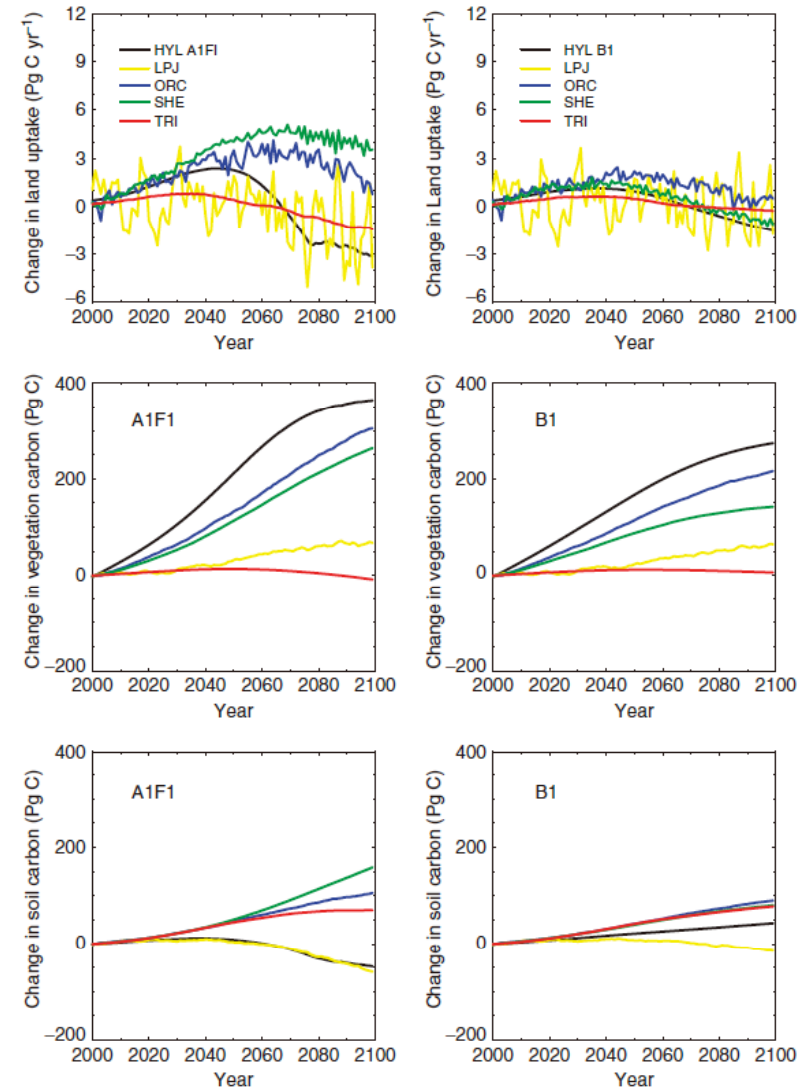 Change in land uptake (Pg C yr⁻¹)
12
9
6
3
0
−3
−6
HYL A1FI
LPJ
ORC
SHE
TRI
2000 2020 2040 2060 2080 2100
Year
Change in Land uptake (Pg C yr⁻¹)
12
9
6
3
0
−3
−6
HYL B1
LPJ
ORC
SHE
TRI
2000 2020 2040 2060 2080 2100
Year
Change in vegetation carbon (Pg C)
400
200
0
−200
A1F1
2000 2020 2040 2060 2080 2100
Year
Change in vegetation carbon (Pg C)
400
200
0
−200
B1
2000 2020 2040 2060 2080 2100
Year
Change in soil carbon (Pg C)
400
200
0
−200
A1F1
2000 2020 2040 2060 2080 2100
Year
Change in soil carbon (Pg C)
400
200
0
−200
B1
2000 2020 2040 2060 2080 2100
Year